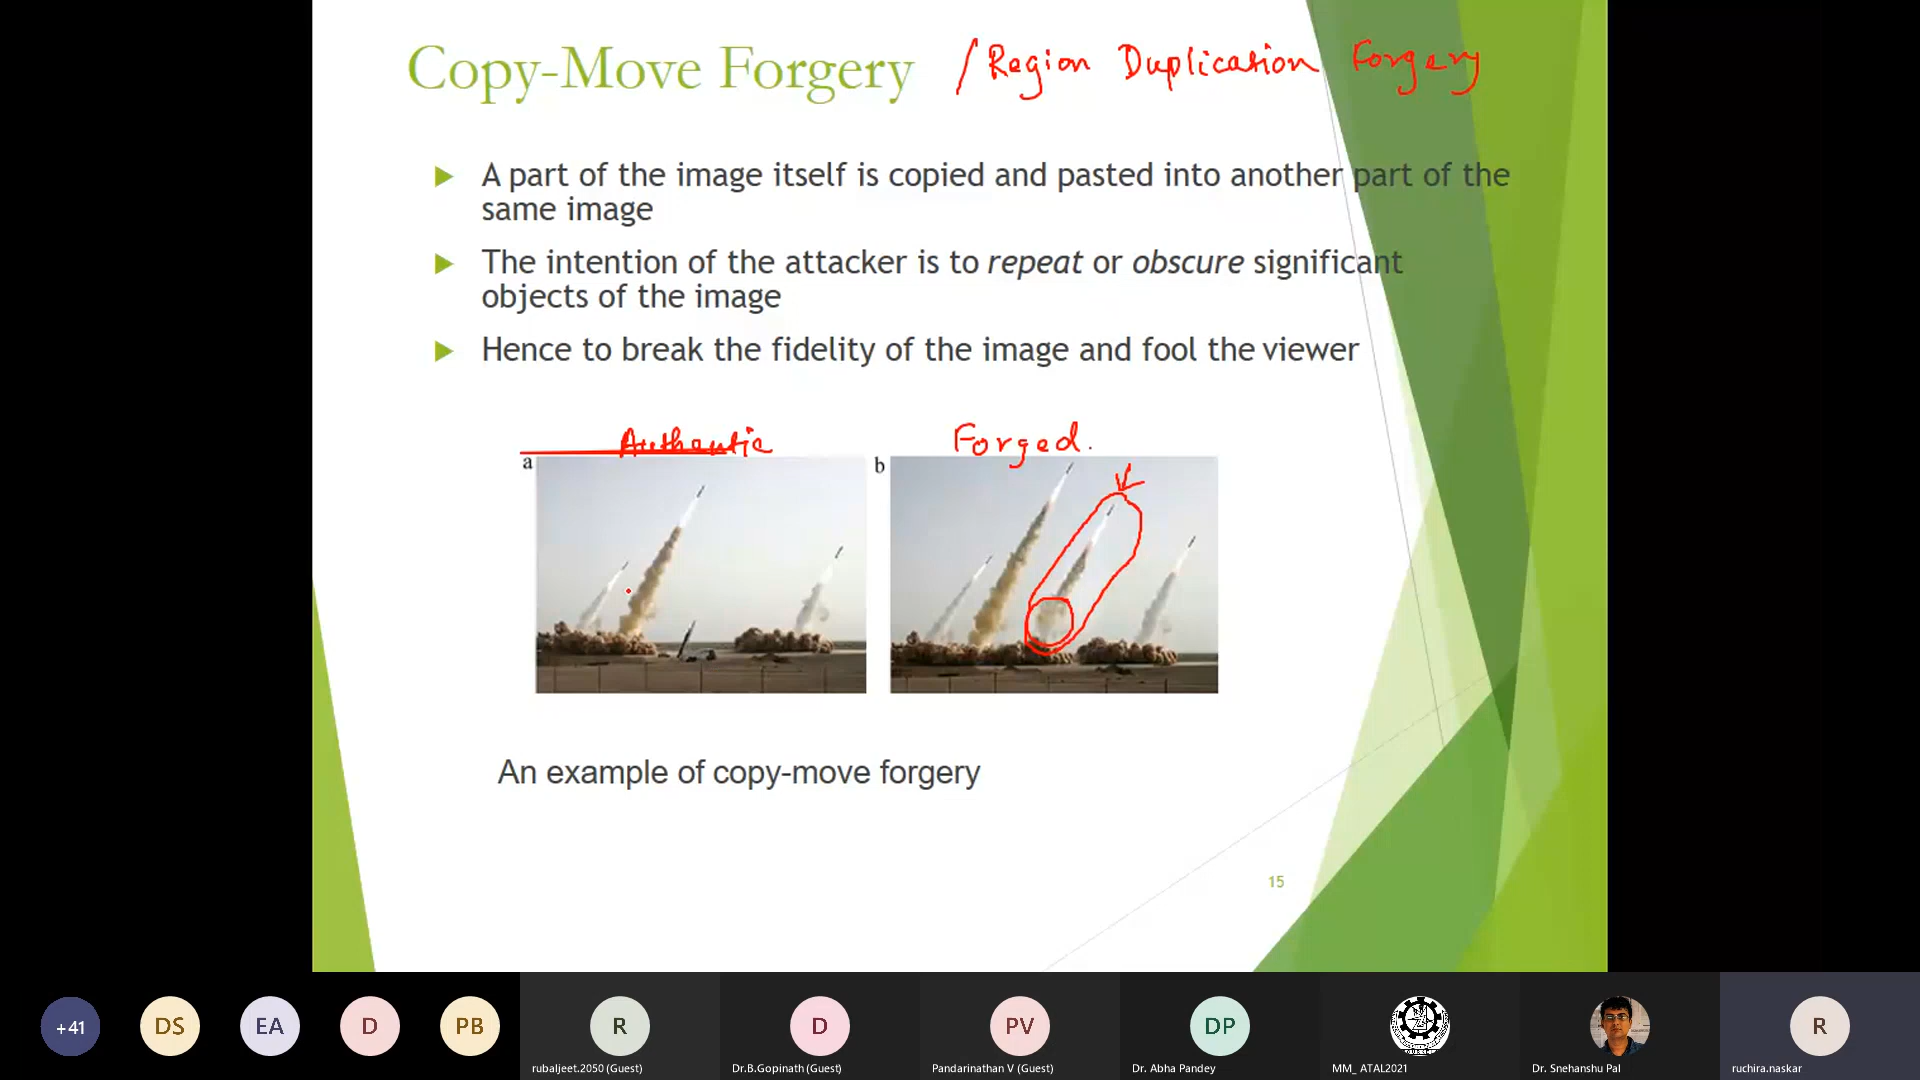 Copy-Move Forgery / Region Duplication Forgery
A part of the image itself is copied and pasted into another part of the
same image
The intention of the attacker is to repeat or obscure significant
objects of the image
Hence to break the fidelity of the image and fool the viewer
Authentic Forged.
a b
An example of copy-move forgery
15
+41 DS EA D PB R D PV DP R
rubaljeet.2050 (Guest) Dr.B.Gopinath (Guest) Pandarinathan V (Guest) Dr. Abha Pandey MM_ ATAL2021 Dr. Snehanshu Pal ruchira.naskar